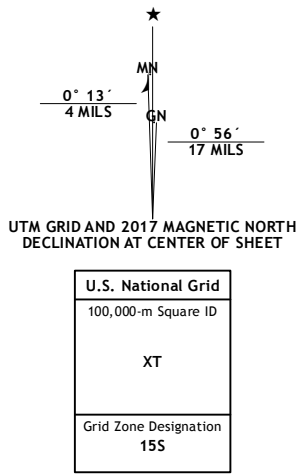 ★
MN
0° 13´
4 MILS
GN
0° 56´
17 MILS
UTM GRID AND 2017 MAGNETIC NORTH
DECLINATION AT CENTER OF SHEET
U.S. National Grid
100,000-m Square ID
XT
Grid Zone Designation
15S